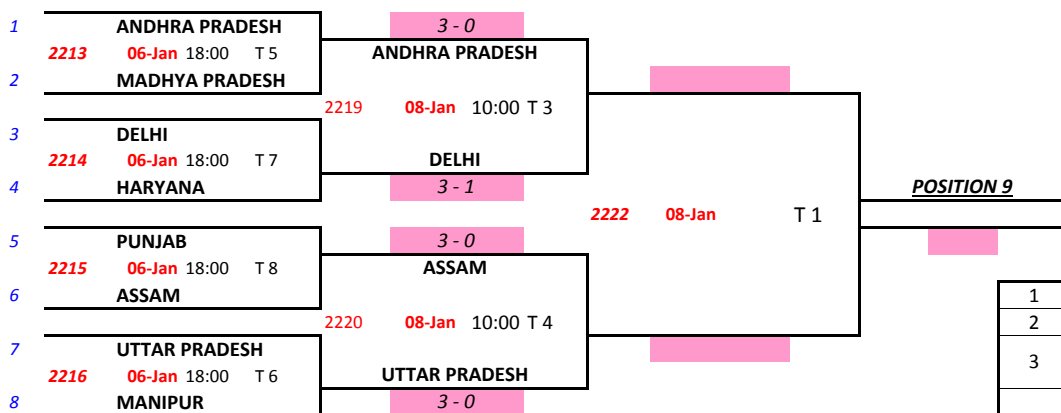 1 ANDHRA PRADESH 3 - 0
2213 06-Jan 18:00 T 5 ANDHRA PRADESH
2 MADHYA PRADESH
2219 08-Jan 10:00 T 3
3 DELHI
2214 06-Jan 18:00 T 7 DELHI
4 HARYANA 3 - 1 POSITION 9
2222 08-Jan T 1
5 PUNJAB 3 - 0
2215 06-Jan 18:00 T 8 ASSAM
6 ASSAM 1
2220 08-Jan 10:00 T 4 2
7 UTTAR PRADESH 3
2216 06-Jan 18:00 T 6 UTTAR PRADESH
8 MANIPUR 3 - 0